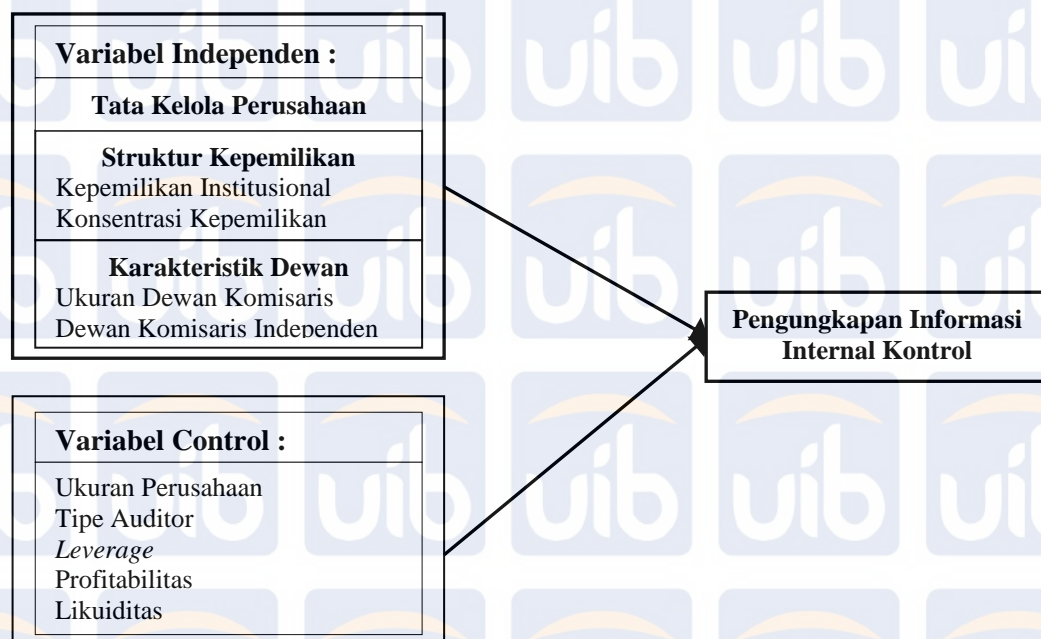 Variabel Independen :
Tata Kelola Perusahaan
Struktur Kepemilikan
Kepemilikan Institusional
Konsentrasi Kepemilikan
Karakteristik Dewan
Ukuran Dewan Komisaris
Dewan Komisaris Independen
Pengungkapan Informasi
Internal Kontrol
Variabel Control :
Ukuran Perusahaan
Tipe Auditor
Leverage
Profitabilitas
Likuiditas
uib